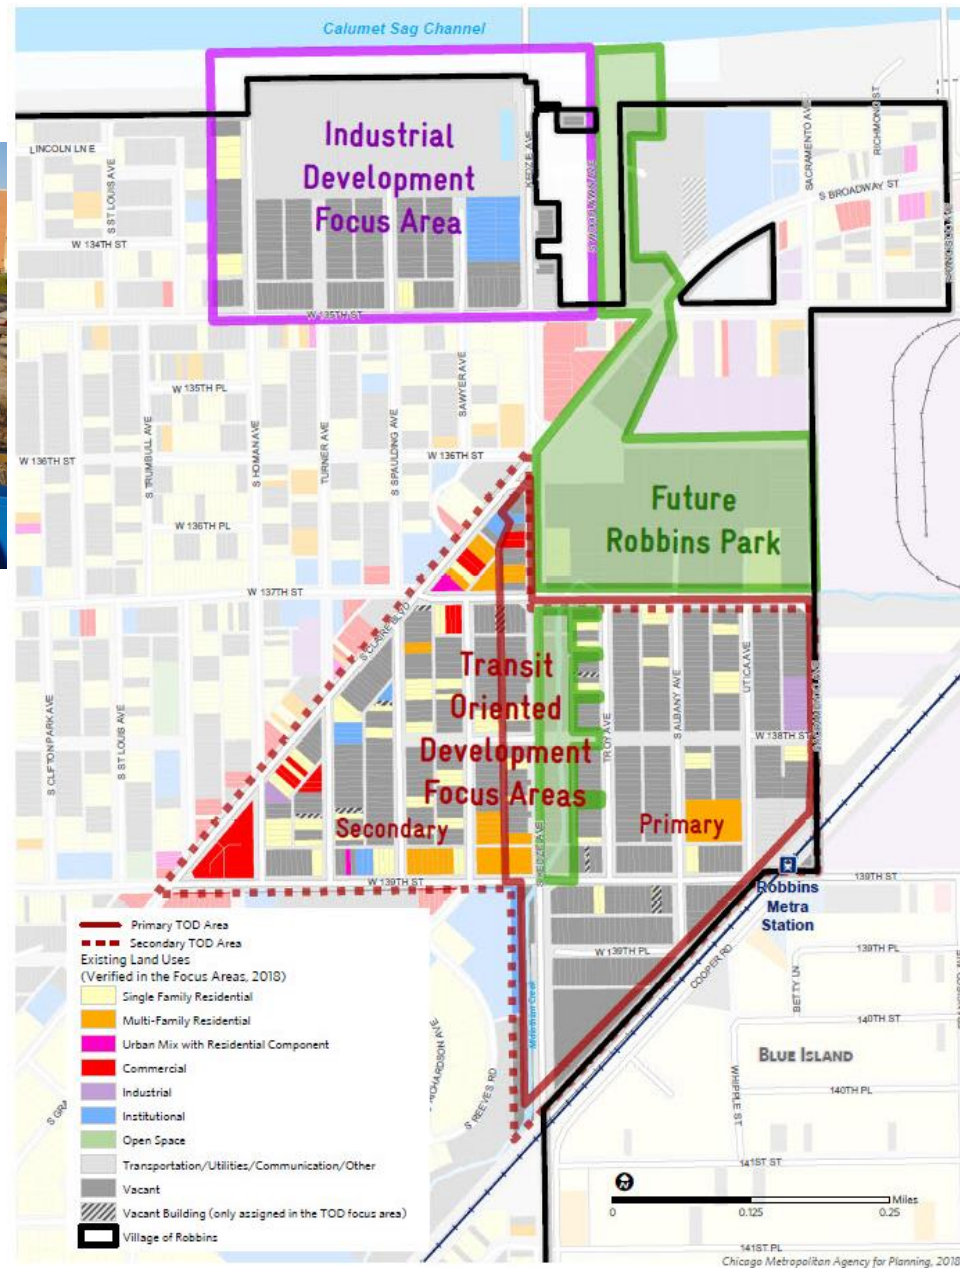 Calumet Sag Channel
Industrial
Development
Focus Area
LINCOLN LN E
S ST LOUIS AVE
KEDZIE AVE
SACRAMENTO AVE
RICHMOND ST
S BROADWAY ST
W 134TH ST
W 135TH ST
W 135TH PL
SAWYER AVE
S TRUMBULL AVE
S HOMAN AVE
TURNER AVE
S SPAULDING AVE
W 136TH ST
W 136TH ST
W 136TH PL
Future
Robbins Park
W 137TH ST
S CLAIRE BLVD
Transit
Oriented
Development
Focus Areas
UTICA AVE
S ALBANY AVE
TROY AVE
SACRAMENTO AVE
W 138TH ST
S CLIFTON PARK AVE
S ST LOUIS AVE
Secondary
Primary
S KEDZIE AVE
W 139TH ST
139TH ST
Robbins
Metra
Station
W 139TH PL
139TH PL
COOPER RD
BETTY LN
Midlothian Creek
140TH ST
BLUE ISLAND
S RICHARDSON AVE
S REEVES RD
WHIPPLE ST
140TH PL
141ST ST
141ST PL
Primary TOD Area
Secondary TOD Area
Existing Land Uses
(Verified in the Focus Areas, 2018)
Single Family Residential
Multi-Family Residential
Urban Mix with Residential Component
Commercial
Industrial
Institutional
Open Space
Transportation/Utilities/Communication/Other
Vacant
Vacant Building (only assigned in the TOD focus area)
Village of Robbins
N
Miles
0 0.125 0.25
Chicago Metropolitan Agency for Planning, 2018